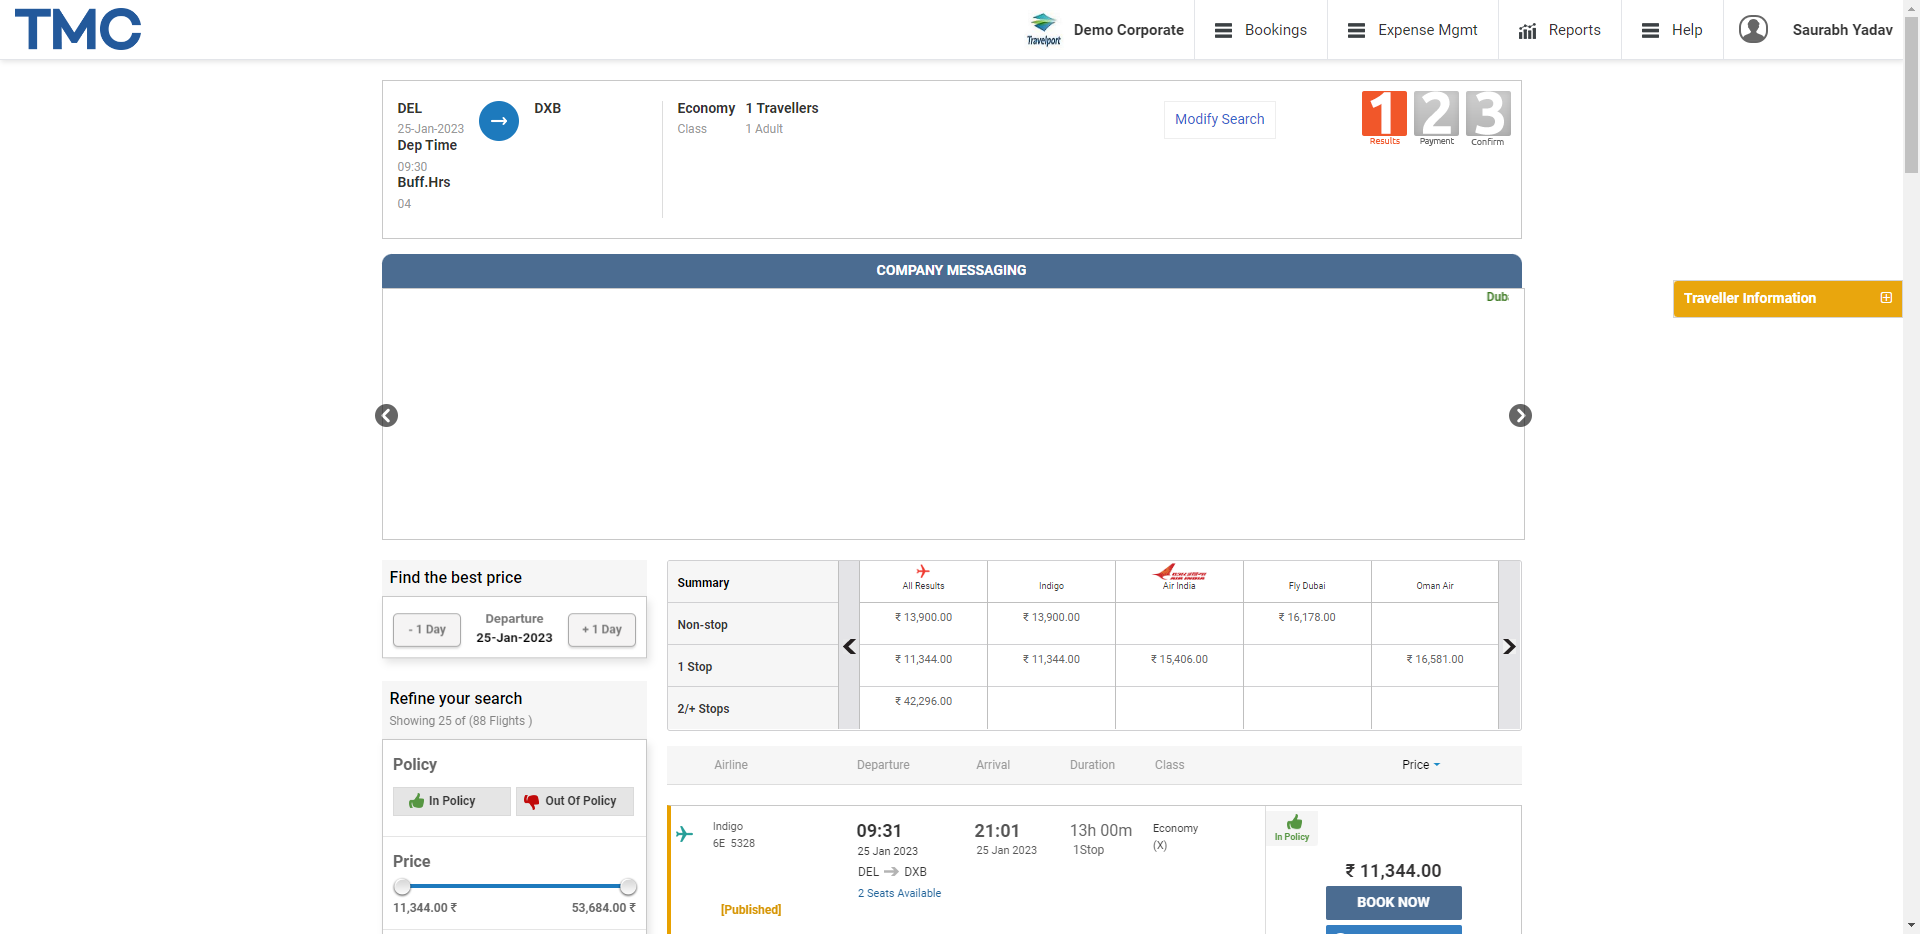 TMC
Travelport
Demo Corporate
Bookings
Expense Mgmt
Reports
Help
Saurabh Yadav
DEL
25-Jan-2023
Dep Time
09:30
Buff.Hrs
04
DXB
Economy
Class
1 Travellers
1 Adult
Modify Search
1 2 3
Results Payment Confirm
COMPANY MESSAGING
Dub
Traveller Information
Find the best price
- 1 Day
Departure
25-Jan-2023
+ 1 Day
Refine your search
Showing 25 of (88 Flights )
Policy
In Policy
Out Of Policy
Price
11,344.00 ₹ 53,684.00 ₹
Summary All Results Indigo Air India Fly Dubai Oman Air
Non-stop ₹ 13,900.00 ₹ 13,900.00 ₹ 16,178.00
1 Stop ₹ 11,344.00 ₹ 11,344.00 ₹ 15,406.00 ₹ 16,581.00
2/+ Stops ₹ 42,296.00
Airline Departure Arrival Duration Class Price
Indigo
6E 5328
[Published]
09:31
25 Jan 2023
DEL DXB
2 Seats Available
21:01
25 Jan 2023
13h 00m
1Stop
Economy
(X)
In Policy
₹ 11,344.00
BOOK NOW